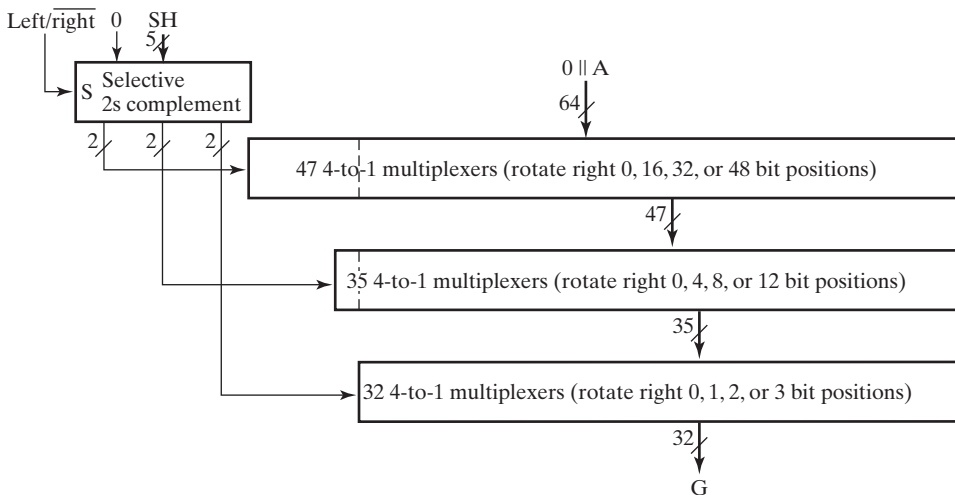 Left/right 0 SH
5
0 || A
S Selective
2s complement
64
2 2 2
47 4-to-1 multiplexers (rotate right 0, 16, 32, or 48 bit positions)
47
35 4-to-1 multiplexers (rotate right 0, 4, 8, or 12 bit positions)
35
32 4-to-1 multiplexers (rotate right 0, 1, 2, or 3 bit positions)
32
G